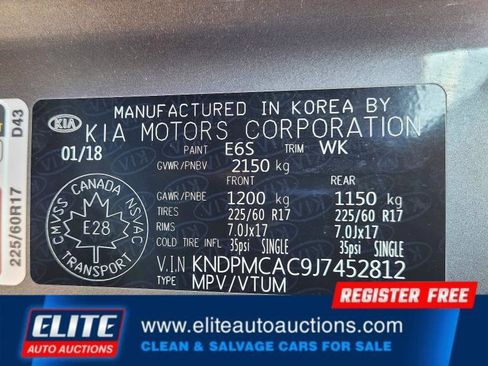 MANUFACTURED IN KOREA BY
KIA KIA MOTORS CORPORATION
01/18 PAINT E6S TRIM WK
GVWR/PNBV 2150 kg
FRONT REAR
GAWR/PNBE 1200 kg 1150 kg
TIRES 225/60 R17 225/60 R17
RIMS 7.0Jx17 7.0Jx17
COLD TIRE INFL 35psi SINGLE 35psi SINGLE
V.I.N KNDPMCAC9J7452812
TYPE MPV/VTUM
CANADA
CMVSS NSVAC
E28
TRANSPORT
D43
225/60R17
REGISTER FREE
ELITE
AUTO AUCTIONS
www.eliteautoauctions.com
CLEAN & SALVAGE CARS FOR SALE